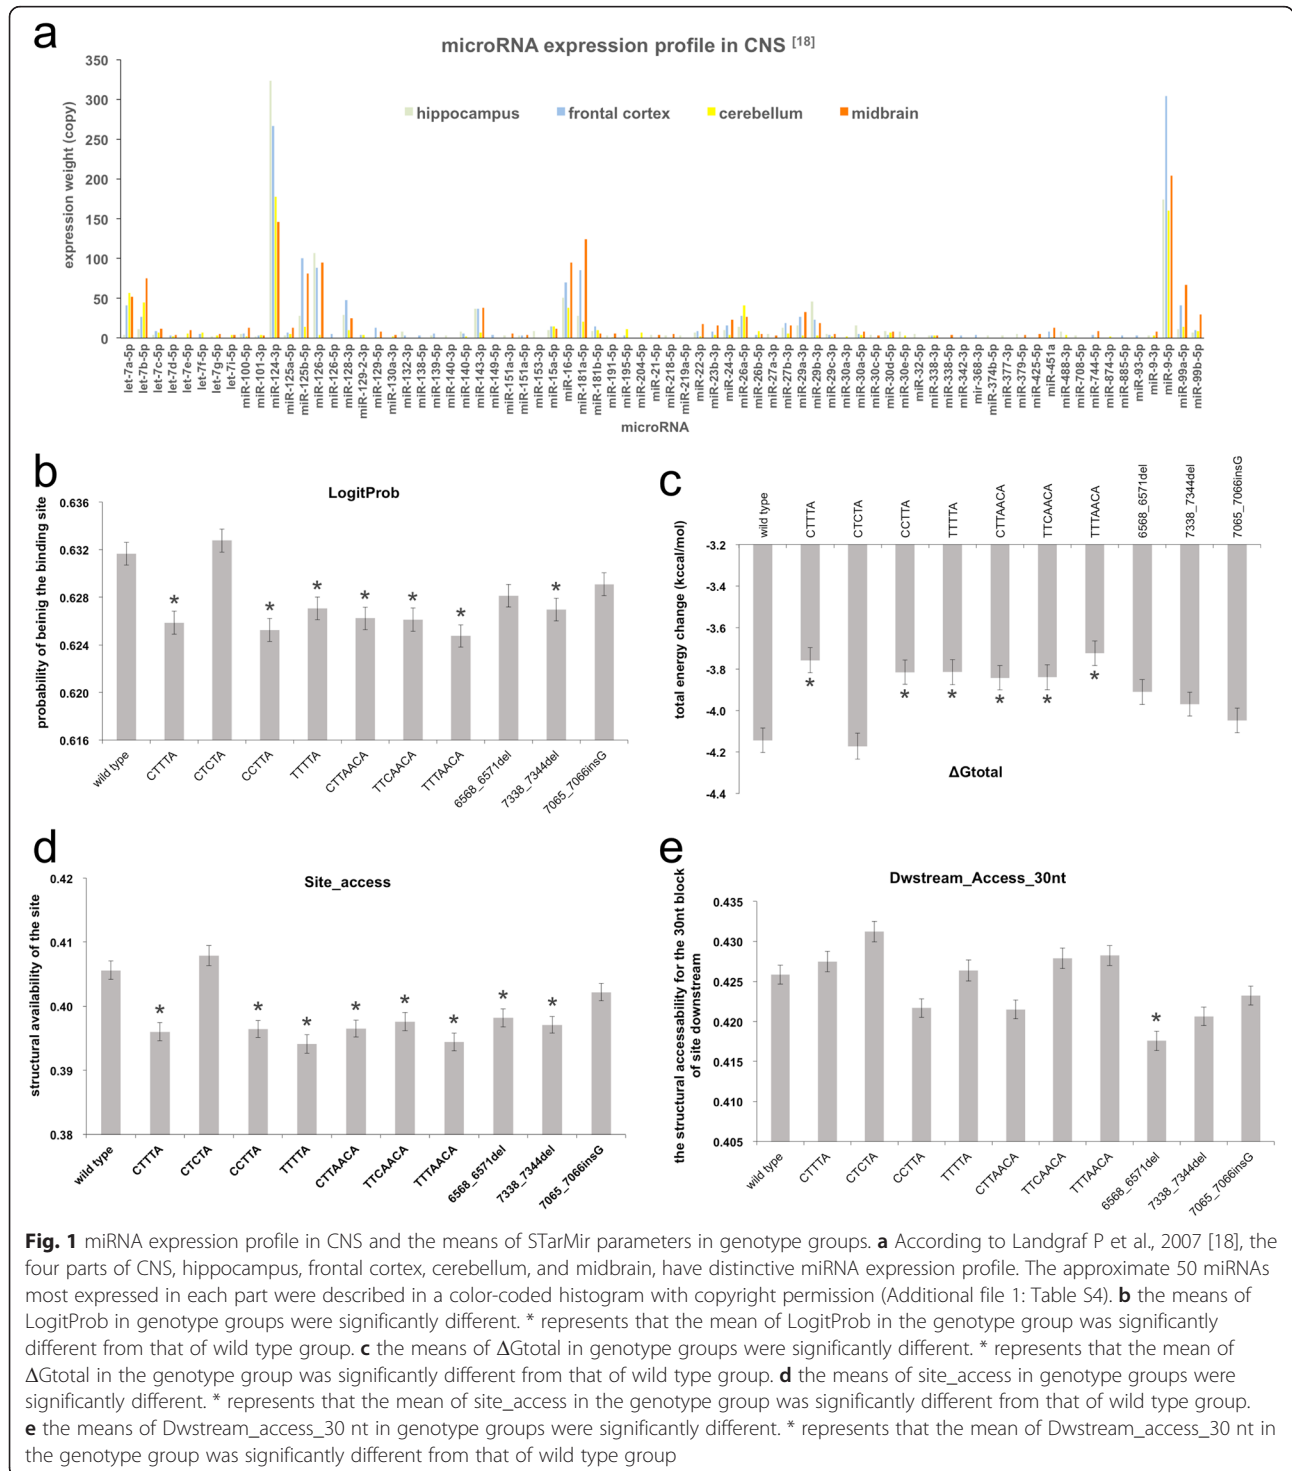 a
microRNA expression profile in CNS [18]
350
300
250
200
150
100
50
0
expression weight (copy)
hippocampus
frontal cortex
cerebellum
midbrain
let-7a-5p
let-7b-5p
let-7c-5p
let-7d-5p
let-7e-5p
let-7f-5p
let-7g-5p
let-7i-5p
miR-100-5p
miR-101-3p
miR-124-3p
miR-125a-5p
miR-125b-5p
miR-126-3p
miR-126-5p
miR-128-3p
miR-129-2-3p
miR-129-5p
miR-130a-3p
miR-132-3p
miR-138-5p
miR-139-5p
miR-140-3p
miR-140-5p
miR-143-3p
miR-149-5p
miR-151a-3p
miR-151a-5p
miR-153-3p
miR-15a-5p
miR-16-5p
miR-181a-5p
miR-181b-5p
miR-191-5p
miR-195-5p
miR-204-5p
miR-21-5p
miR-218-5p
miR-219a-5p
miR-22-3p
miR-23b-3p
miR-24-3p
miR-26a-5p
miR-26b-5p
miR-27a-3p
miR-27b-3p
miR-29a-3p
miR-29b-3p
miR-29c-3p
miR-30a-3p
miR-30a-5p
miR-30c-5p
miR-30d-5p
miR-30e-5p
miR-32-5p
miR-338-3p
miR-338-5p
miR-342-3p
mir-368-3p
miR-374b-5p
miR-377-3p
miR-379-5p
miR-425-5p
miR-451a
miR-488-3p
miR-708-5p
miR-744-5p
miR-874-3p
miR-885-5p
miR-93-5p
miR-9-3p
miR-9-5p
miR-99a-5p
miR-99b-5p
microRNA
b
LogitProb
0.636
0.632
0.628
0.624
0.620
0.616
probability of beinig the binding site
* * * * * * *
wild type
CTTTA
CTCTA
CCTTA
TTTTA
CTTAACA
TTCAACA
TTTAACA
6568_6571del
7338_7344del
7065_7066insG
c
wild type
CTTTA
CTCTA
CCTTA
TTTTA
CTTAACA
TTCAACA
TTTAACA
6568_6571del
7338_7344del
7065_7066insG
-3.2
-3.4
-3.6
-3.8
-4.0
-4.2
-4.4
total energy change (kccal/mol)
* * * * * *
ΔGtotal
d
Site_access
0.42
0.41
0.40
0.39
0.38
structural availability of the site
* * * * * * * *
wild type
CTTTA
CTCTA
CCTTA
TTTTA
CTTAACA
TTCAACA
TTTAACA
6568_6571del
7338_7344del
7065_7066insG
e
Dwstream_Access_30nt
0.435
0.430
0.425
0.420
0.415
0.410
0.405
the structural accessability for the 30nt block
of site downstream
*
wild type
CTTTA
CTCTA
CCTTA
TTTTA
CTTAACA
TTCAACA
TTTAACA
6568_6571del
7338_7344del
7065_7066insG
Fig. 1 miRNA expression profile in CNS and the means of STarMir parameters in genotype groups. a According to Landgraf P et al., 2007 [18], the
four parts of CNS, hippocampus, frontal cortex, cerebellum, and midbrain, have distinctive miRNA expression profile. The approximate 50 miRNAs
most expressed in each part were described in a color-coded histogram with copyright permission (Additional file 1: Table S4). b the means of
LogitProb in genotype groups were significantly different. * represents that the mean of LogitProb in the genotype group was significantly
different from that of wild type group. c the means of ΔGtotal in genotype groups were significantly different. * represents that the mean of
ΔGtotal in the genotype group was significantly different from that of wild type group. d the means of site_access in genotype groups were
significantly different. * represents that the mean of site_access in the genotype group was significantly different from that of wild type group.
e the means of Dwstream_access_30 nt in genotype groups were significantly different. * represents that the mean of Dwstream_access_30 nt in
the genotype group was significantly different from that of wild type group